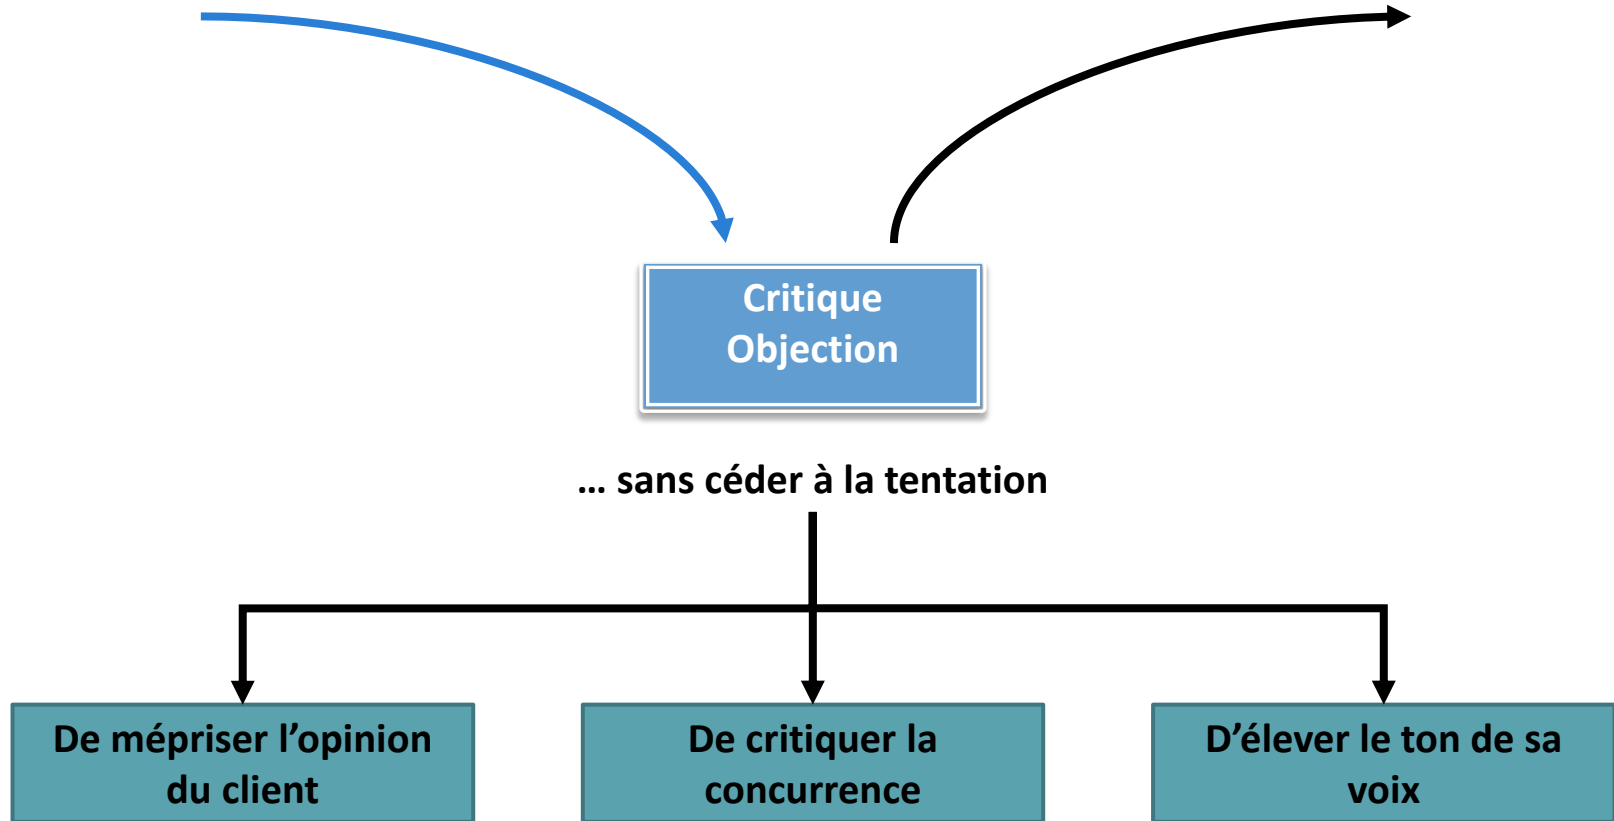 Critique
Objection
... sans céder à la tentation
De mépriser l’opinion
du client
De critiquer la
concurrence
D’élever le ton de sa
voix